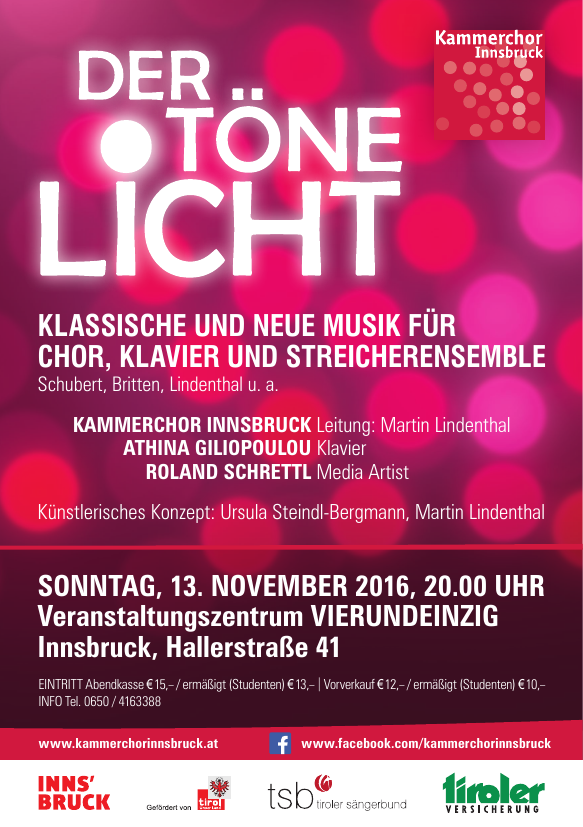 Kammerchor
Innsbruck
DER
TÖNE
LICHT
KLASSISCHE UND NEUE MUSIK FÜR
CHOR, KLAVIER UND STREICHERENSEMBLE
Schubert, Britten, Lindenthal u. a.
KAMMERCHOR INNSBRUCK Leitung: Martin Lindenthal
ATHINA GILIOPOULOU Klavier
ROLAND SCHRETTL Media Artist
Künstlerisches Konzept: Ursula Steindl-Bergmann, Martin Lindenthal
SONNTAG, 13. NOVEMBER 2016, 20.00 UHR
Veranstaltungszentrum VIERUNDEINZIG
Innsbruck, Hallerstraße 41
EINTRITT Abendkasse € 15,– / ermäßigt (Studenten) € 13,– | Vorverkauf € 12,– / ermäßigt (Studenten) € 10,–
INFO Tel. 0650 / 4163388
www.kammerchorinnsbruck.at f www.facebook.com/kammerchorinnsbruck
INNS'
BRUCK
Gefördert von tirol
tsb tiroler sängerbund
tiroler
VERSICHERUNG